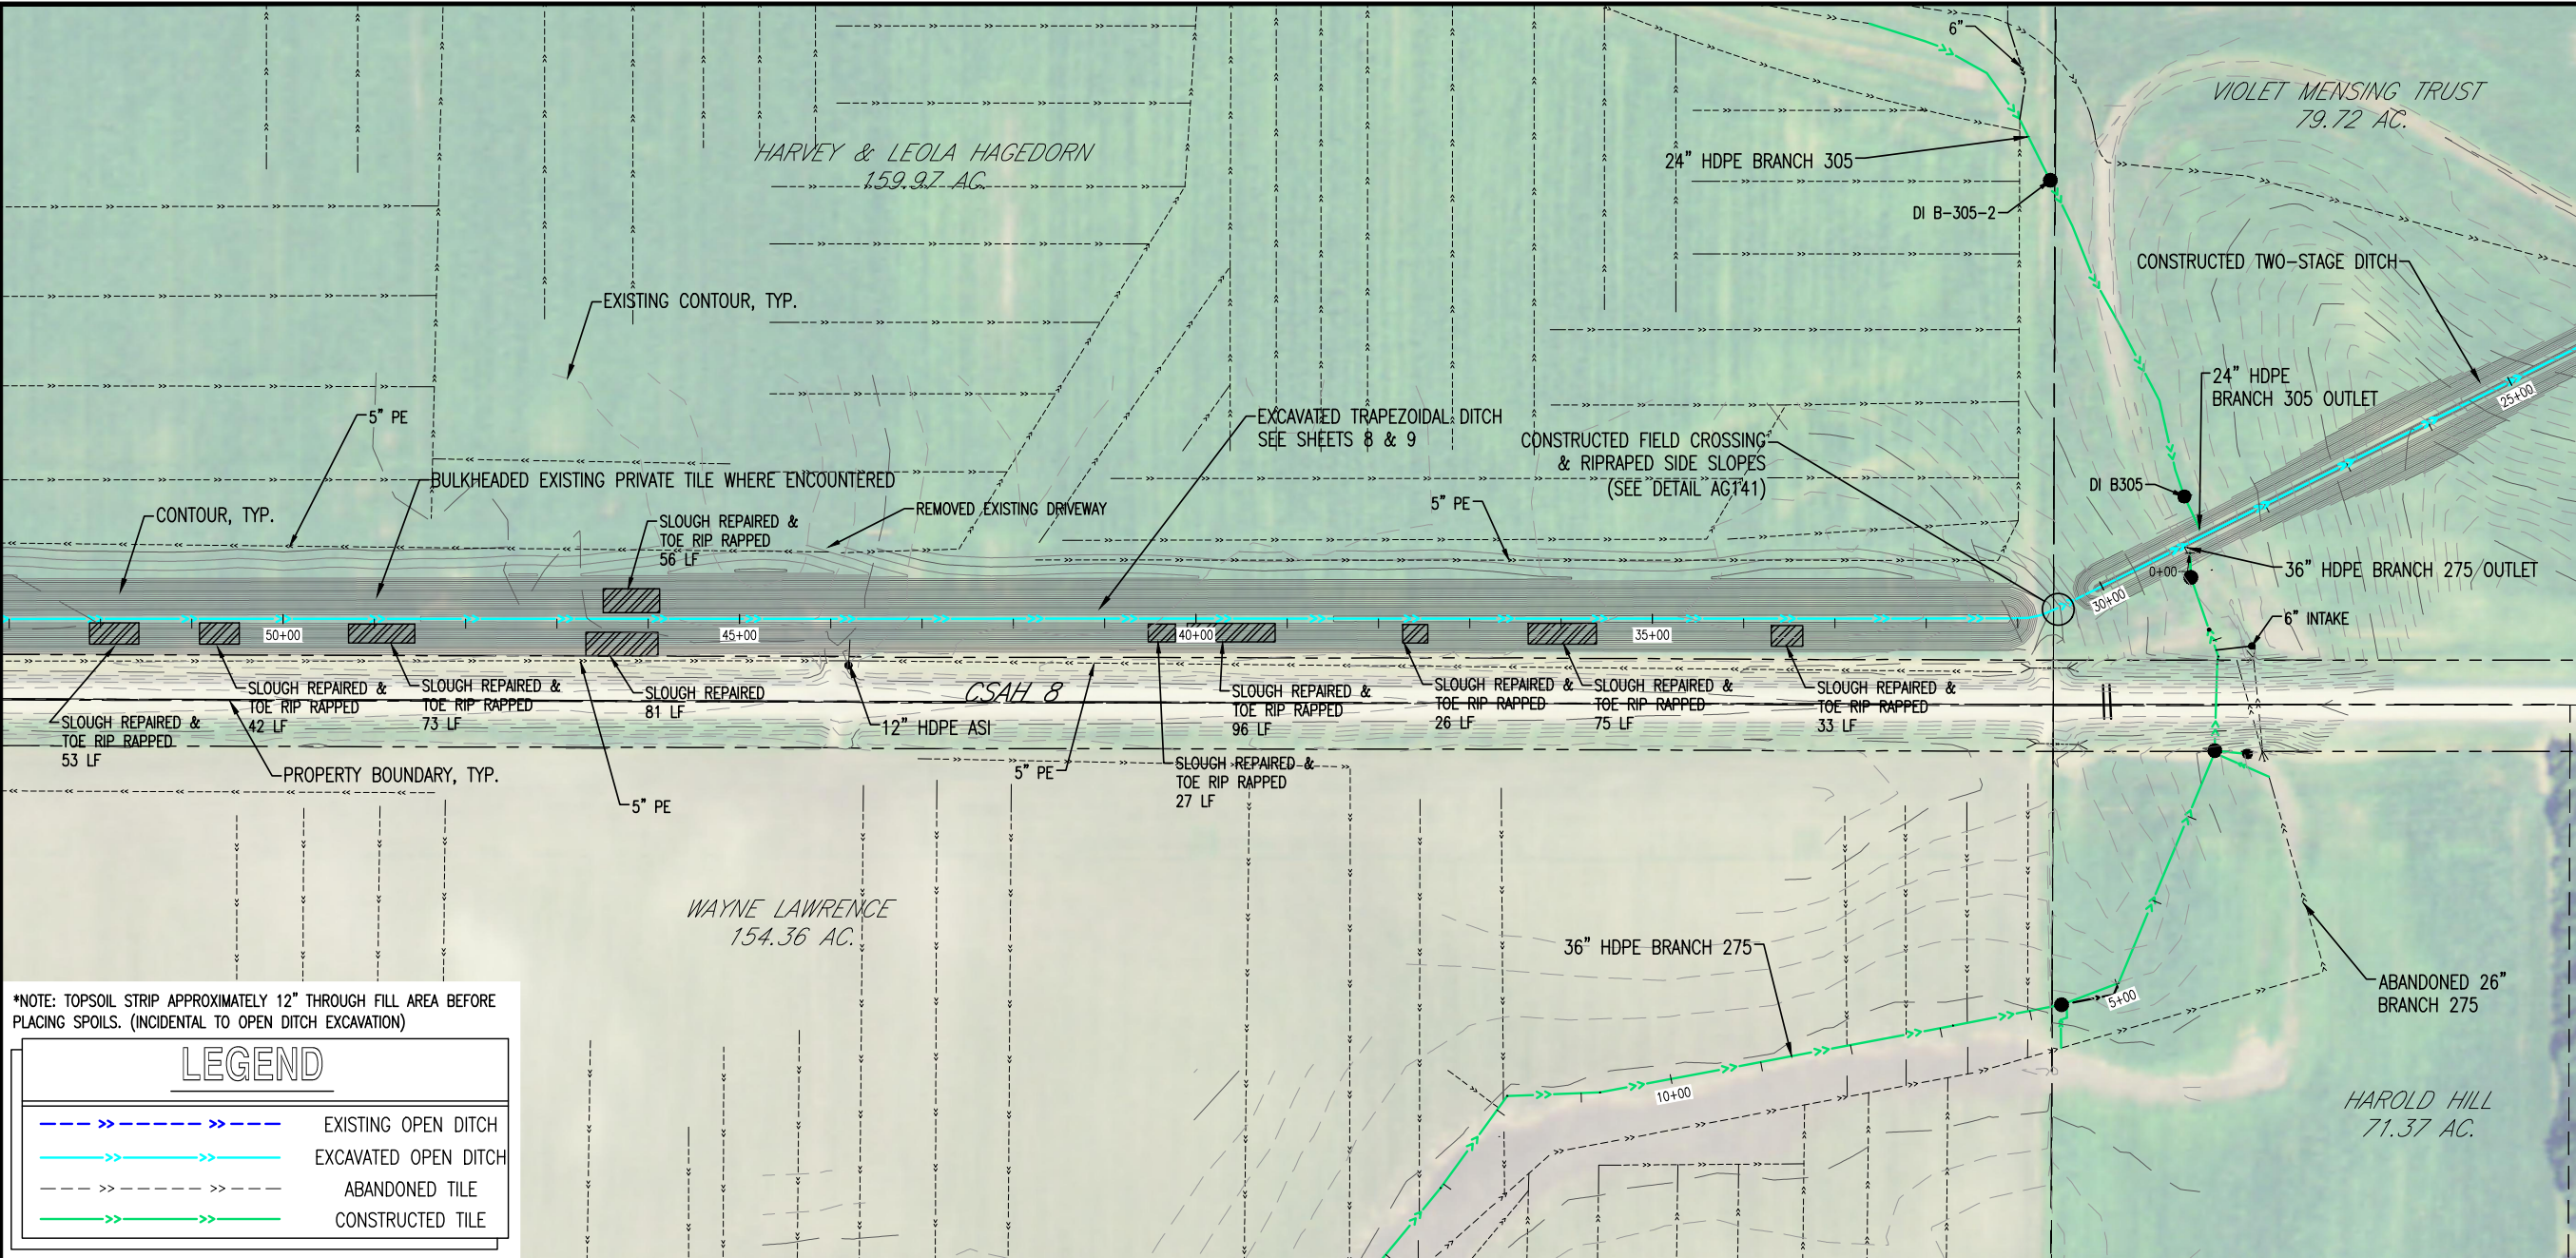 6"
VIOLET MENSING TRUST
79.72 AC.
HARVEY & LEOLA HAGEDORN
159.97 AC.
24" HDPE BRANCH 305
DI B-305-2
CONSTRUCTED TWO-STAGE DITCH
EXISTING CONTOUR, TYP.
24" HDPE
BRANCH 305 OUTLET
25+00
5" PE
EXCAVATED TRAPEZOIDAL DITCH
SEE SHEETS 8 & 9
CONSTRUCTED FIELD CROSSING
& RIPRAPED SIDE SLOPES
(SEE DETAIL AG141)
BULKHEADED EXISTING PRIVATE TILE WHERE ENCOUNTERED
DI B305
CONTOUR, TYP.
SLOUGH REPAIRED &
TOE RIP RAPPED
56 LF
REMOVED EXISTING DRIVEWAY
5" PE
0+00
36" HDPE BRANCH 275 OUTLET
30+00
6" INTAKE
50+00
45+00
40+00
35+00
SLOUGH REPAIRED &
TOE RIP RAPPED
53 LF
SLOUGH REPAIRED &
TOE RIP RAPPED
42 LF
SLOUGH REPAIRED &
TOE RIP RAPPED
73 LF
SLOUGH REPAIRED
81 LF
CSAH 8
12" HDPE ASI
SLOUGH REPAIRED &
TOE RIP RAPPED
96 LF
SLOUGH REPAIRED &
TOE RIP RAPPED
26 LF
SLOUGH REPAIRED &
TOE RIP RAPPED
75 LF
SLOUGH REPAIRED &
TOE RIP RAPPED
33 LF
PROPERTY BOUNDARY, TYP.
5" PE
5" PE
SLOUGH REPAIRED &
TOE RIP RAPPED
27 LF
WAYNE LAWRENCE
154.36 AC.
36" HDPE BRANCH 275
5+00
ABANDONED 26"
BRANCH 275
10+00
HAROLD HILL
71.37 AC.
*NOTE: TOPSOIL STRIP APPROXIMATELY 12" THROUGH FILL AREA BEFORE
PLACING SPOILS. (INCIDENTAL TO OPEN DITCH EXCAVATION)
LEGEND
EXISTING OPEN DITCH
EXCAVATED OPEN DITCH
ABANDONED TILE
CONSTRUCTED TILE